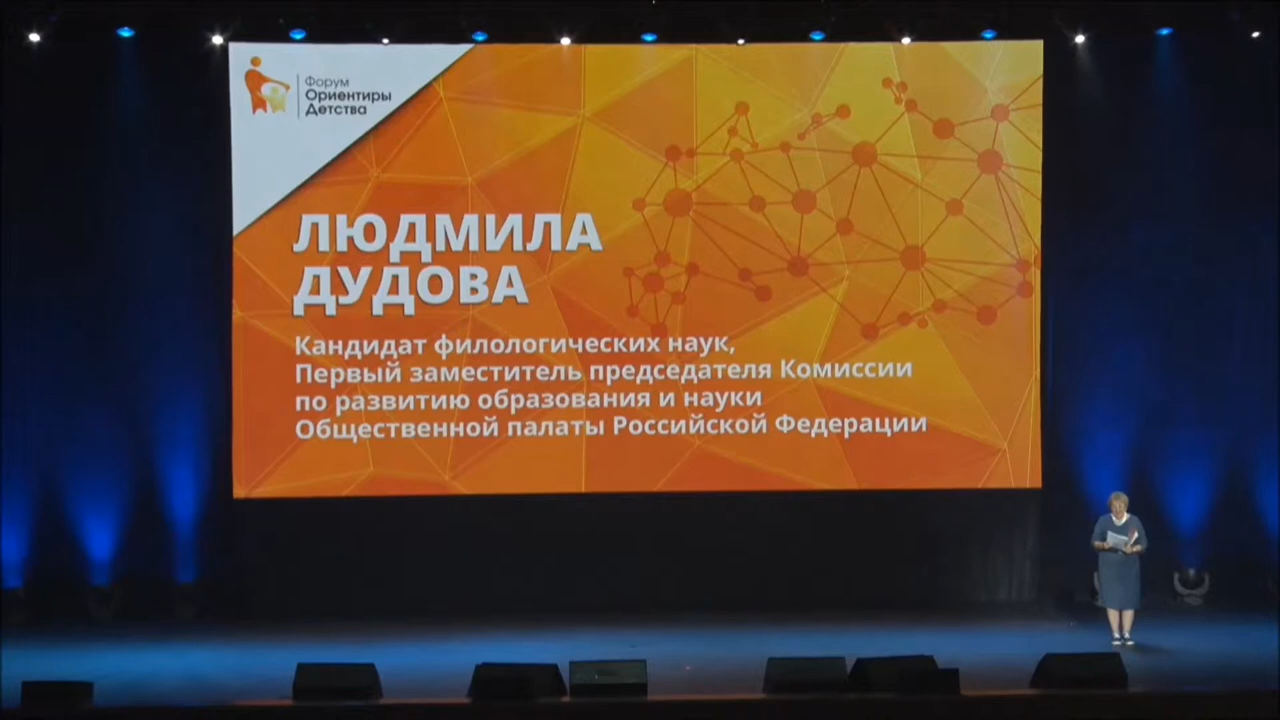 Форум
Ориентиры
Детства
ЛЮДМИЛА
ДУДОВА
Кандидат филологических наук,
Первый заместитель председателя Комиссии
по развитию образования и науки
Общественной палаты Российской Федерации